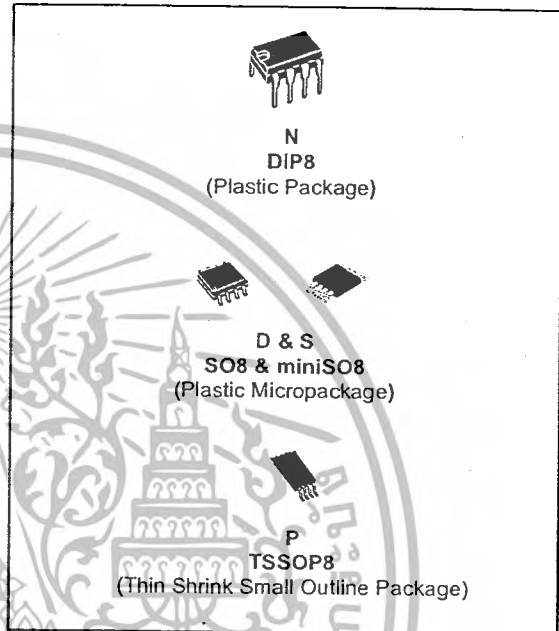 N
DIP8
(Plastic Package)
D & S
SO8 & miniSO8
(Plastic Micropackage)
P
TSSOP8
(Thin Shrink Small Outline Package)